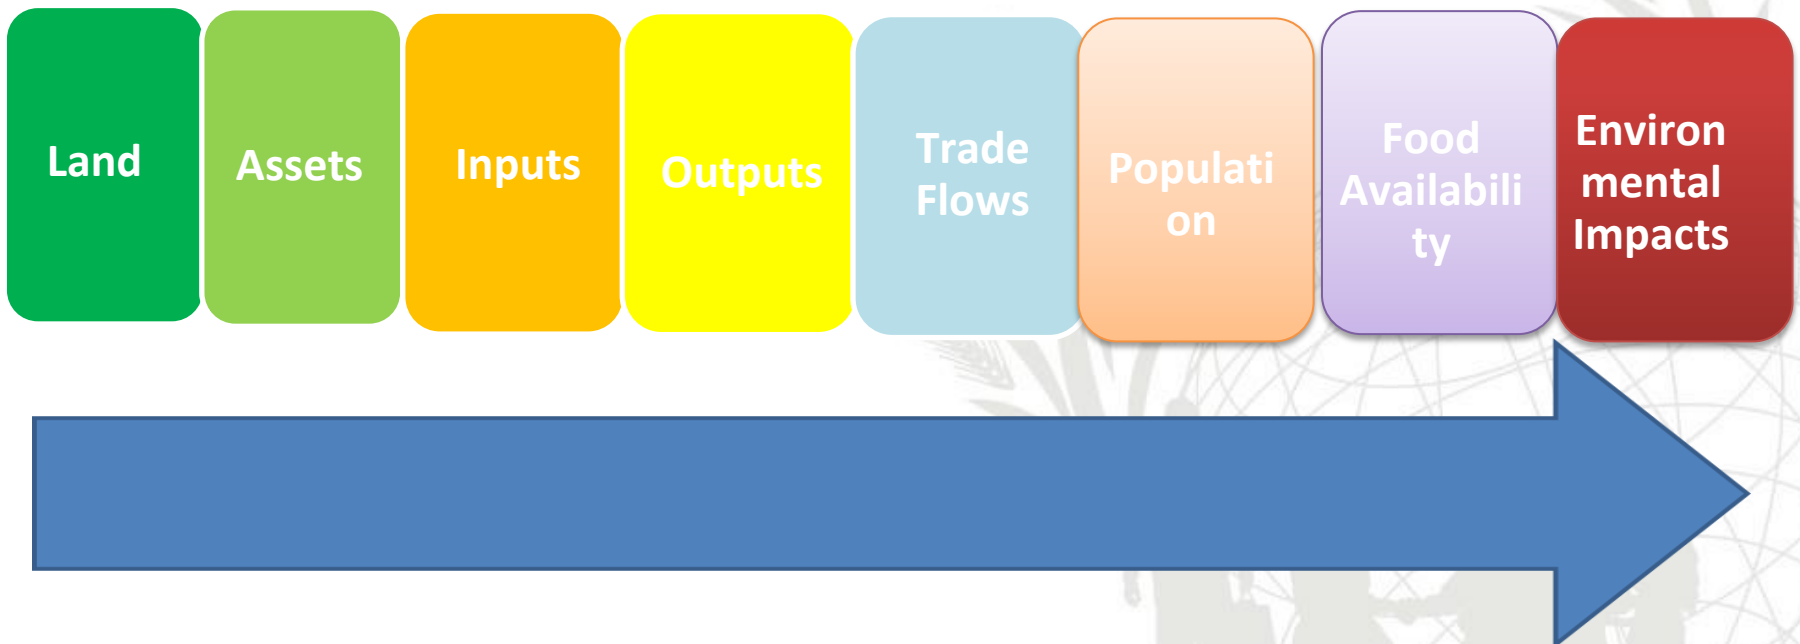 Land
Assets
Inputs
Outputs
Trade
Flows
Populati
on
Food
Availabili
ty
Environ
mental
Impacts